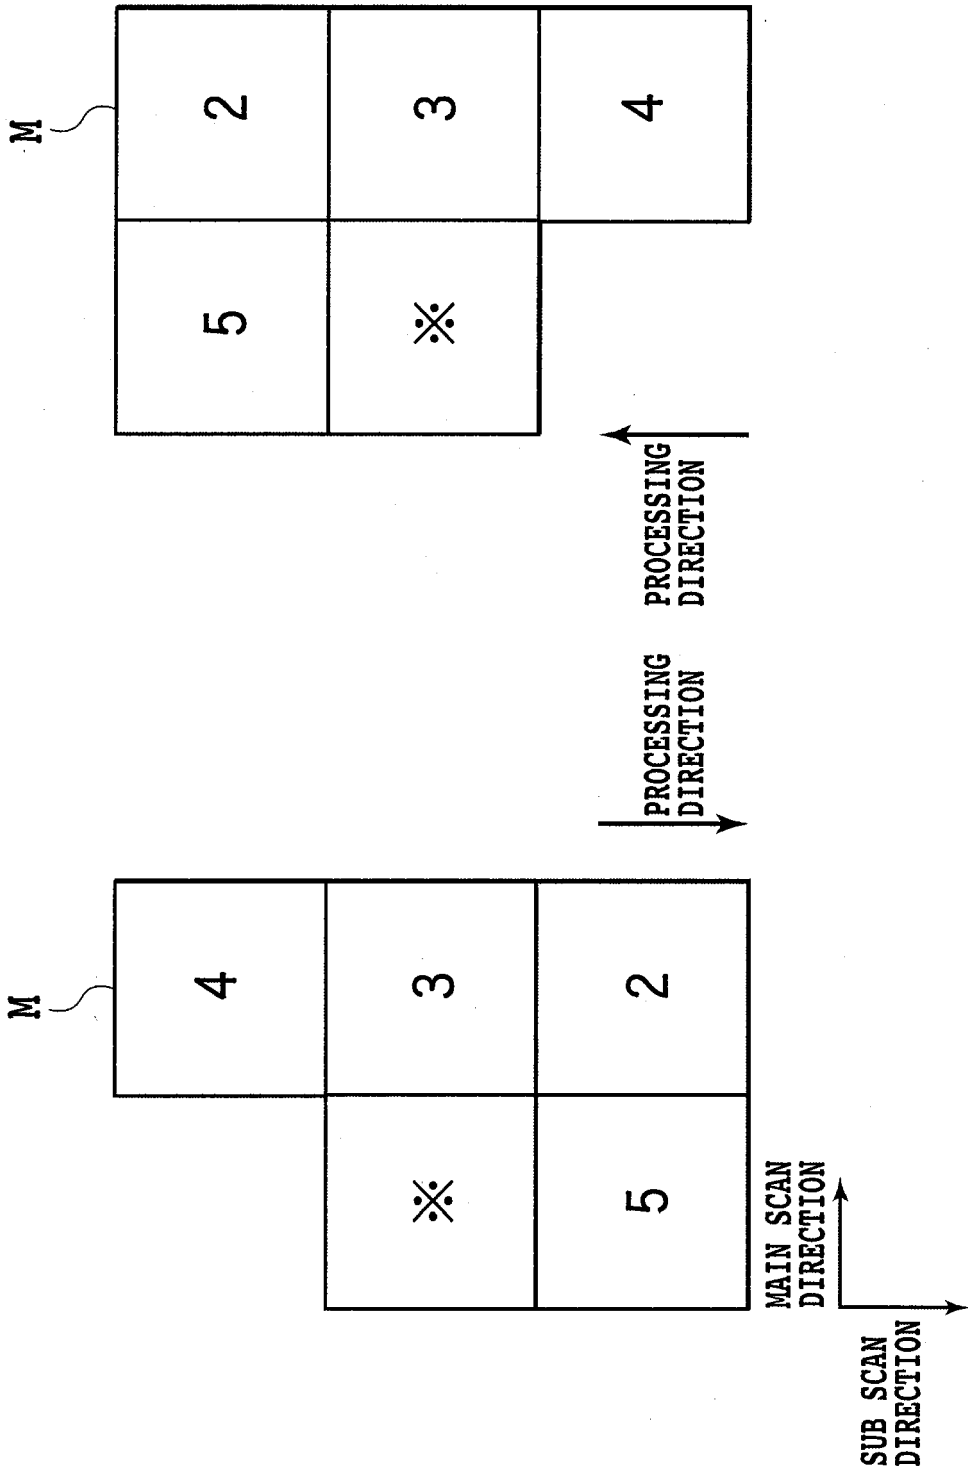 M
4
※ 3
5 2
PROCESSING
DIRECTION
MAIN SCAN
DIRECTION
SUB SCAN
DIRECTION
M
5 2
※ 3
4
PROCESSING
DIRECTION